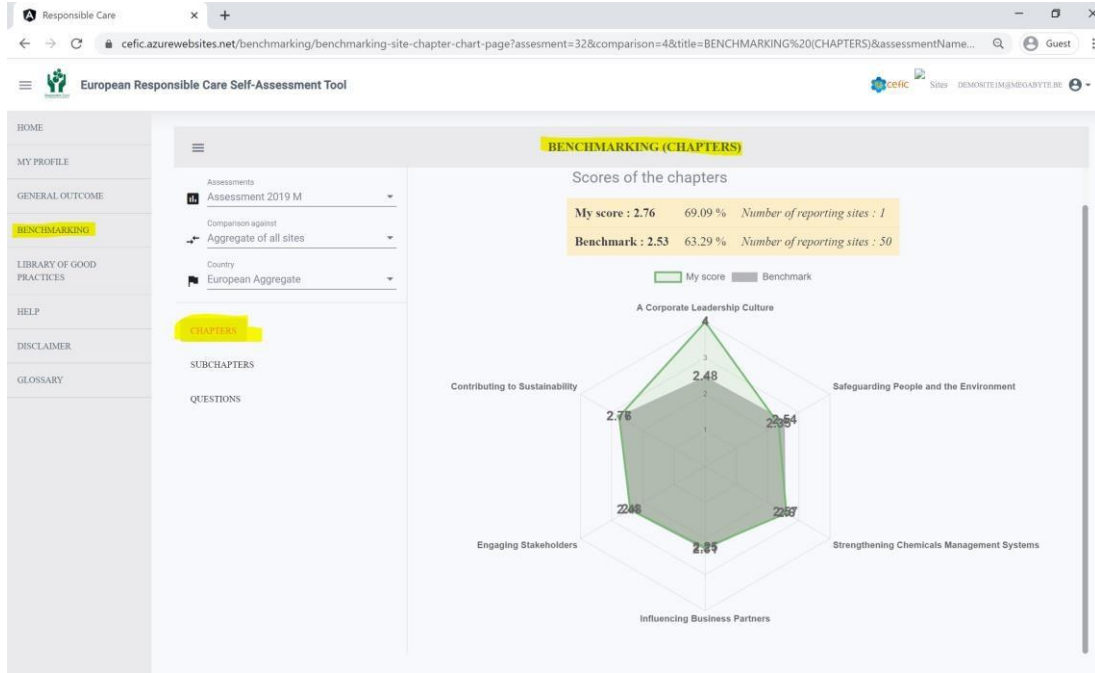 Responsible Care
cefic.azurewebsites.net/benchmarking/benchmarking-site-chapter-chart-page?assesment=32&comparison=4&title=BENCHMARKING%20(CHAPTERS)&assessmentName...
Guest
European Responsible Care Self-Assessment Tool
cefic
Sites
DEMOSITE1M@MEGABYTE.BE
HOME
MY PROFILE
GENERAL OUTCOME
BENCHMARKING
LIBRARY OF GOOD
PRACTICES
HELP
DISCLAIMER
GLOSSARY
BENCHMARKING (CHAPTERS)
Assessments
Assessment 2019 M
Comparison against
Aggregate of all sites
Country
European Aggregate
CHAPTERS
SUBCHAPTERS
QUESTIONS
Scores of the chapters
My score : 2.76 69.09 % Number of reporting sites : 1
Benchmark : 2.53 63.29 % Number of reporting sites : 50
My score Benchmark
A Corporate Leadership Culture
4
3
2.48
2
1
Contributing to Sustainability
Safeguarding People and the Environment
Engaging Stakeholders
Strengthening Chemicals Management Systems
Influencing Business Partners